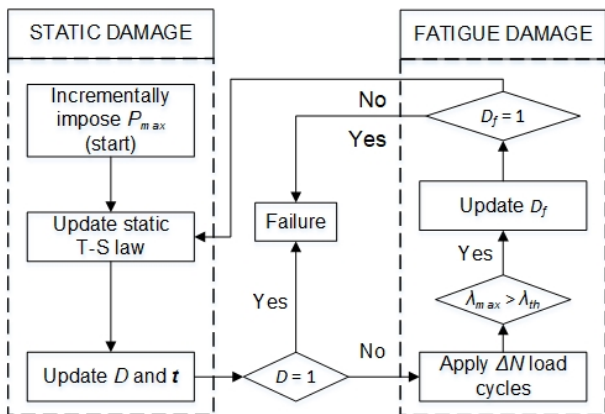 STATIC DAMAGE
Incrementally
impose Pmax
(start)
Update static
T-S law
Update D and t
D = 1
Yes
No
Failure
No
Yes
FATIGUE DAMAGE
Df = 1
Update Df
Yes
λmax > λth
Apply ΔN load
cycles